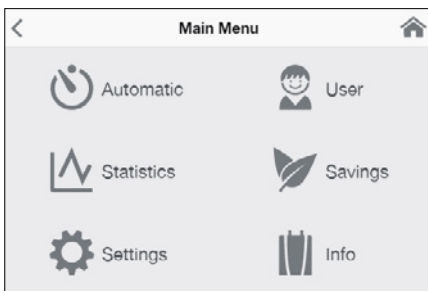 Main Menu
Automatic
User
Statistics
Savings
Settings
Info